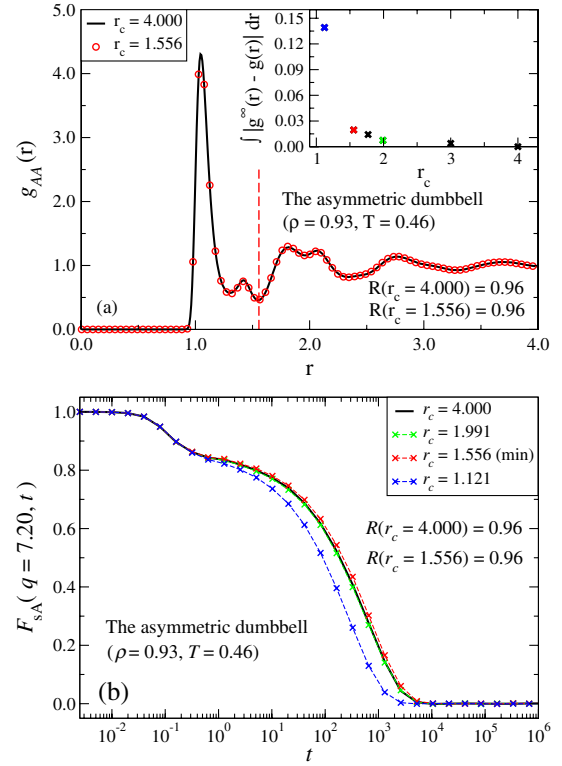 5.0
4.0
3.0
2.0
1.0
0.0
g_AA(r)
r_c = 4.000
r_c = 1.556
0.15
0.12
0.09
0.06
0.03
0.00
∫ |g^∞(r) - g(r)| dr
1 2 3 4
r_c
The asymmetric dumbbell
(ρ = 0.93, T = 0.46)
R(r_c = 4.000) = 0.96
R(r_c = 1.556) = 0.96
(a)
0.0 1.0 2.0 3.0 4.0
r
1.0
0.8
0.6
0.4
0.2
0.0
F_sA( q = 7.20, t )
r_c = 4.000
r_c = 1.991
r_c = 1.556 (min)
r_c = 1.121
R(r_c = 4.000) = 0.96
R(r_c = 1.556) = 0.96
The asymmetric dumbbell
(ρ = 0.93, T = 0.46)
(b)
10^-2 10^-1 10^0 10^1 10^2 10^3 10^4 10^5 10^6
t